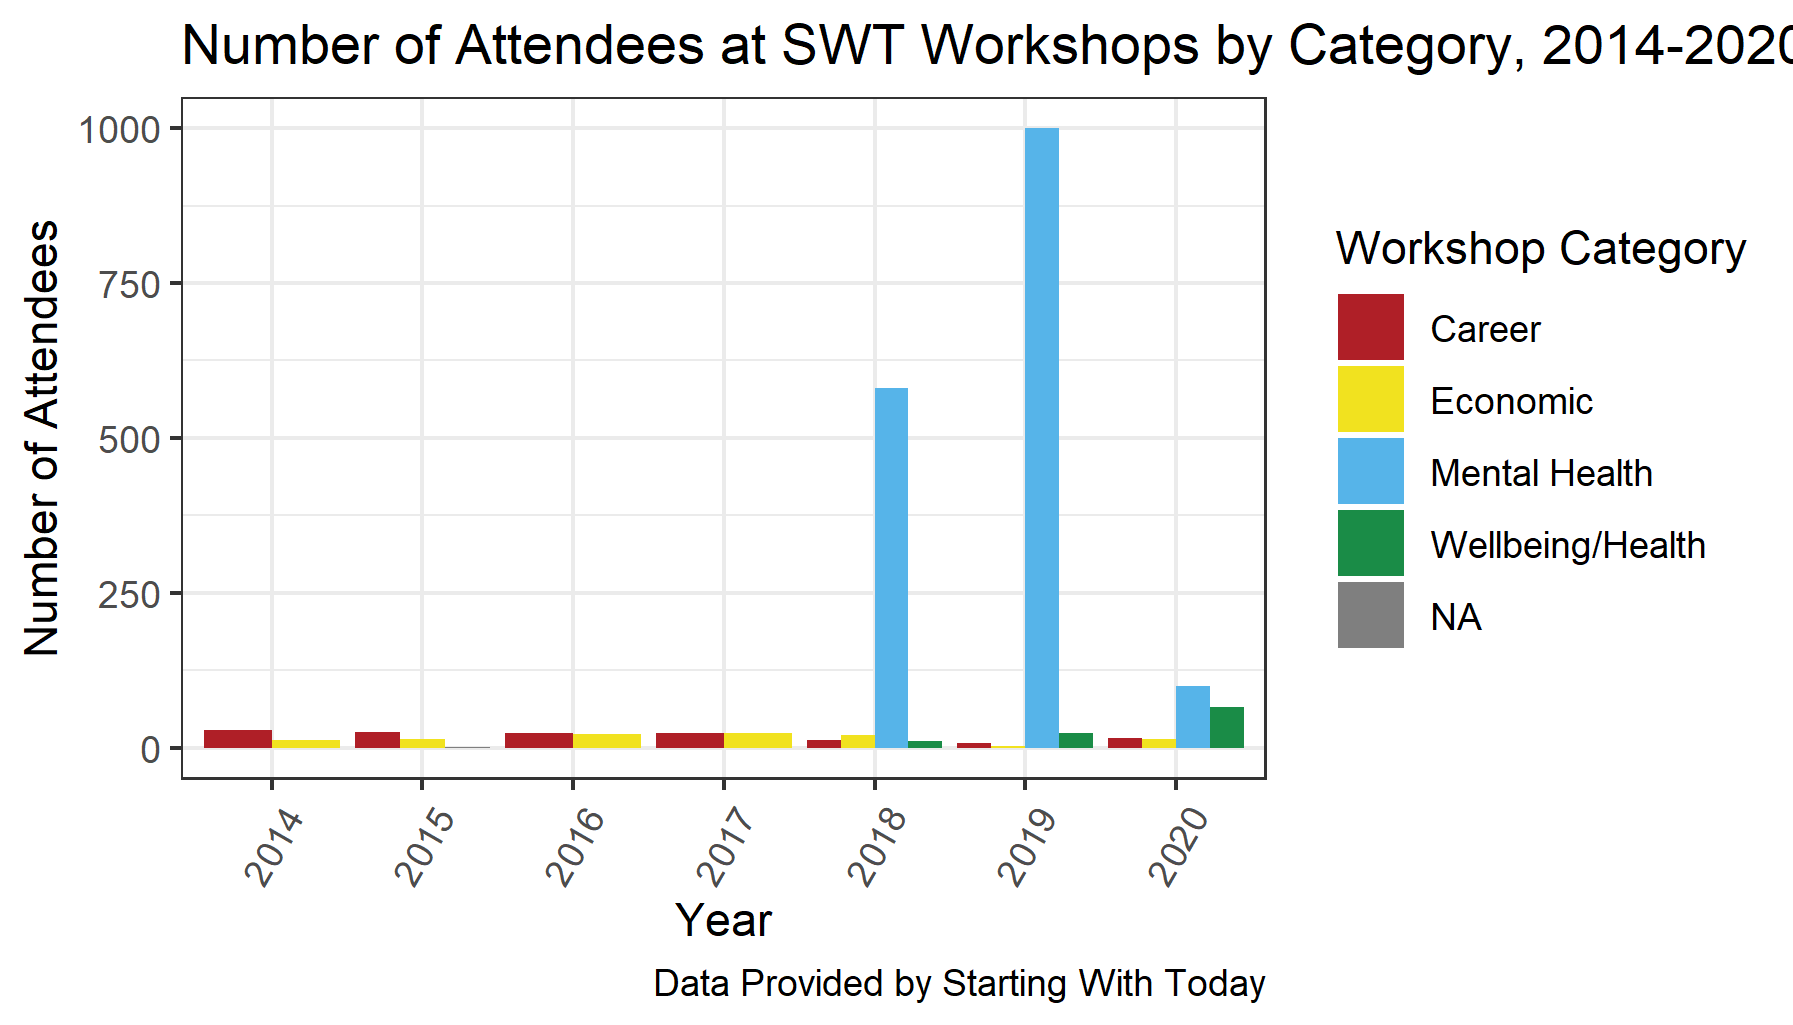 Number of Attendees at SWT Workshops by Category, 2014-2020
Number of Attendees
1000
750
500
250
0
2014
2015
2016
2017
2018
2019
2020
Year
Workshop Category
Career
Economic
Mental Health
Wellbeing/Health
NA
Data Provided by Starting With Today